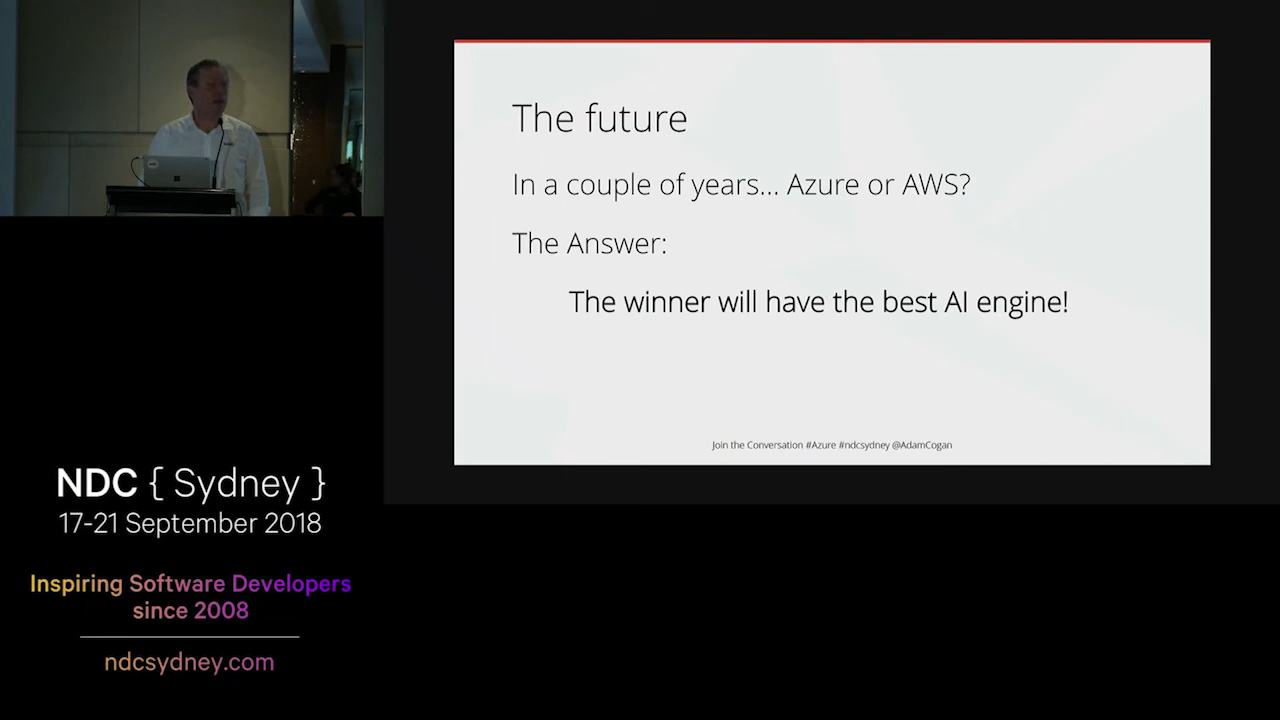 The future
In a couple of years... Azure or AWS?
The Answer:
The winner will have the best AI engine!
Join the Conversation #Azure #ndcsydney @AdamCogan
NDC { Sydney }
17-21 September 2018
Inspiring Software Developers
since 2008
ndcsydney.com